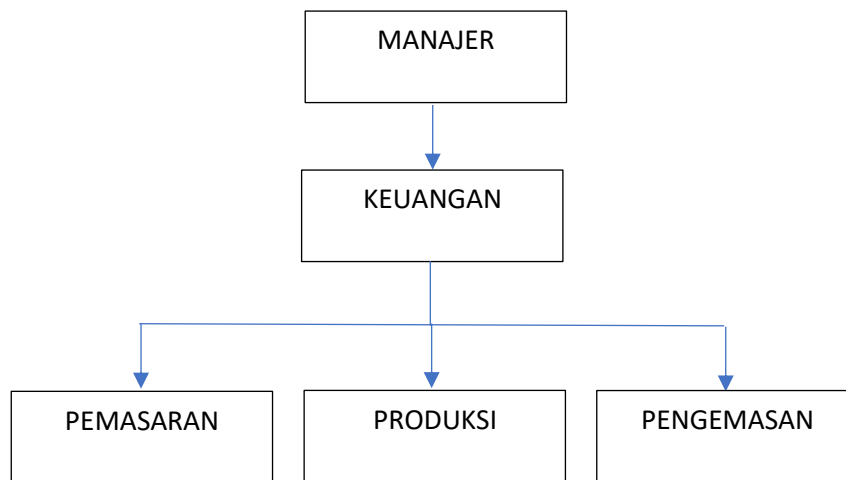 MANAJER
KEUANGAN
PEMASARAN
PRODUKSI
PENGEMASAN